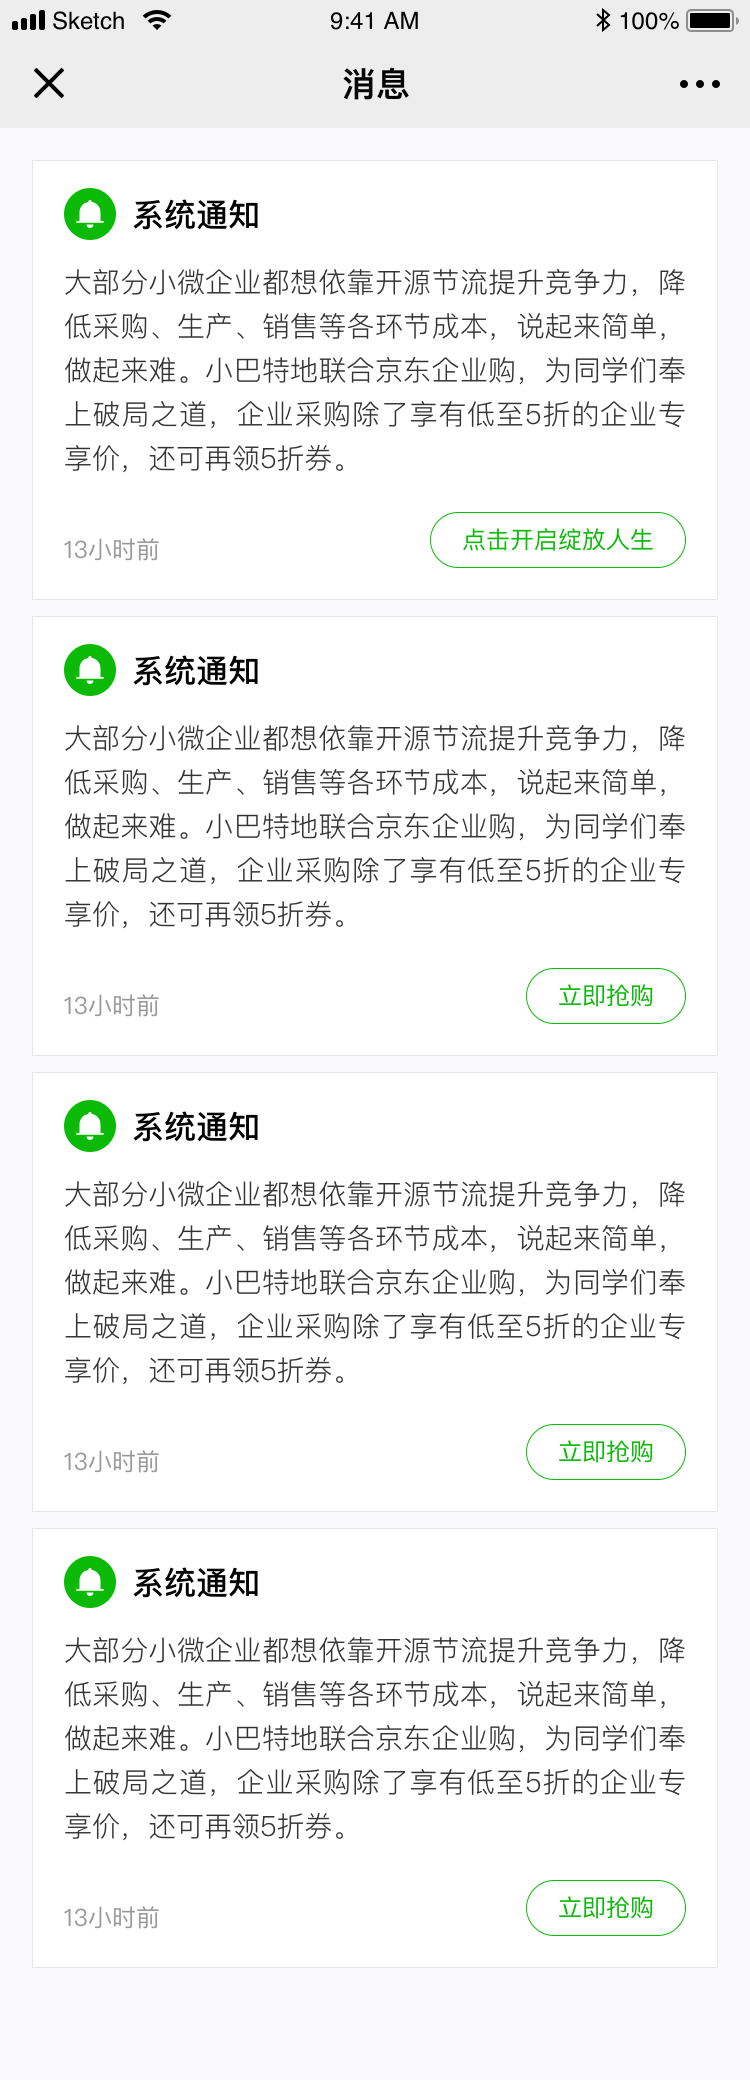 Sketch 9:41 AM 100%
消息
系统通知
大部分小微企业都想依靠开源节流提升竞争力，降
低采购、生产、销售等各环节成本，说起来简单，
做起来难。小巴特地联合京东企业购，为同学们奉
上破局之道，企业采购除了享有低至5折的企业专
享价，还可再领5折券。
13小时前 点击开启绽放人生
系统通知
大部分小微企业都想依靠开源节流提升竞争力，降
低采购、生产、销售等各环节成本，说起来简单，
做起来难。小巴特地联合京东企业购，为同学们奉
上破局之道，企业采购除了享有低至5折的企业专
享价，还可再领5折券。
13小时前 立即抢购
系统通知
大部分小微企业都想依靠开源节流提升竞争力，降
低采购、生产、销售等各环节成本，说起来简单，
做起来难。小巴特地联合京东企业购，为同学们奉
上破局之道，企业采购除了享有低至5折的企业专
享价，还可再领5折券。
13小时前 立即抢购
系统通知
大部分小微企业都想依靠开源节流提升竞争力，降
低采购、生产、销售等各环节成本，说起来简单，
做起来难。小巴特地联合京东企业购，为同学们奉
上破局之道，企业采购除了享有低至5折的企业专
享价，还可再领5折券。
13小时前 立即抢购